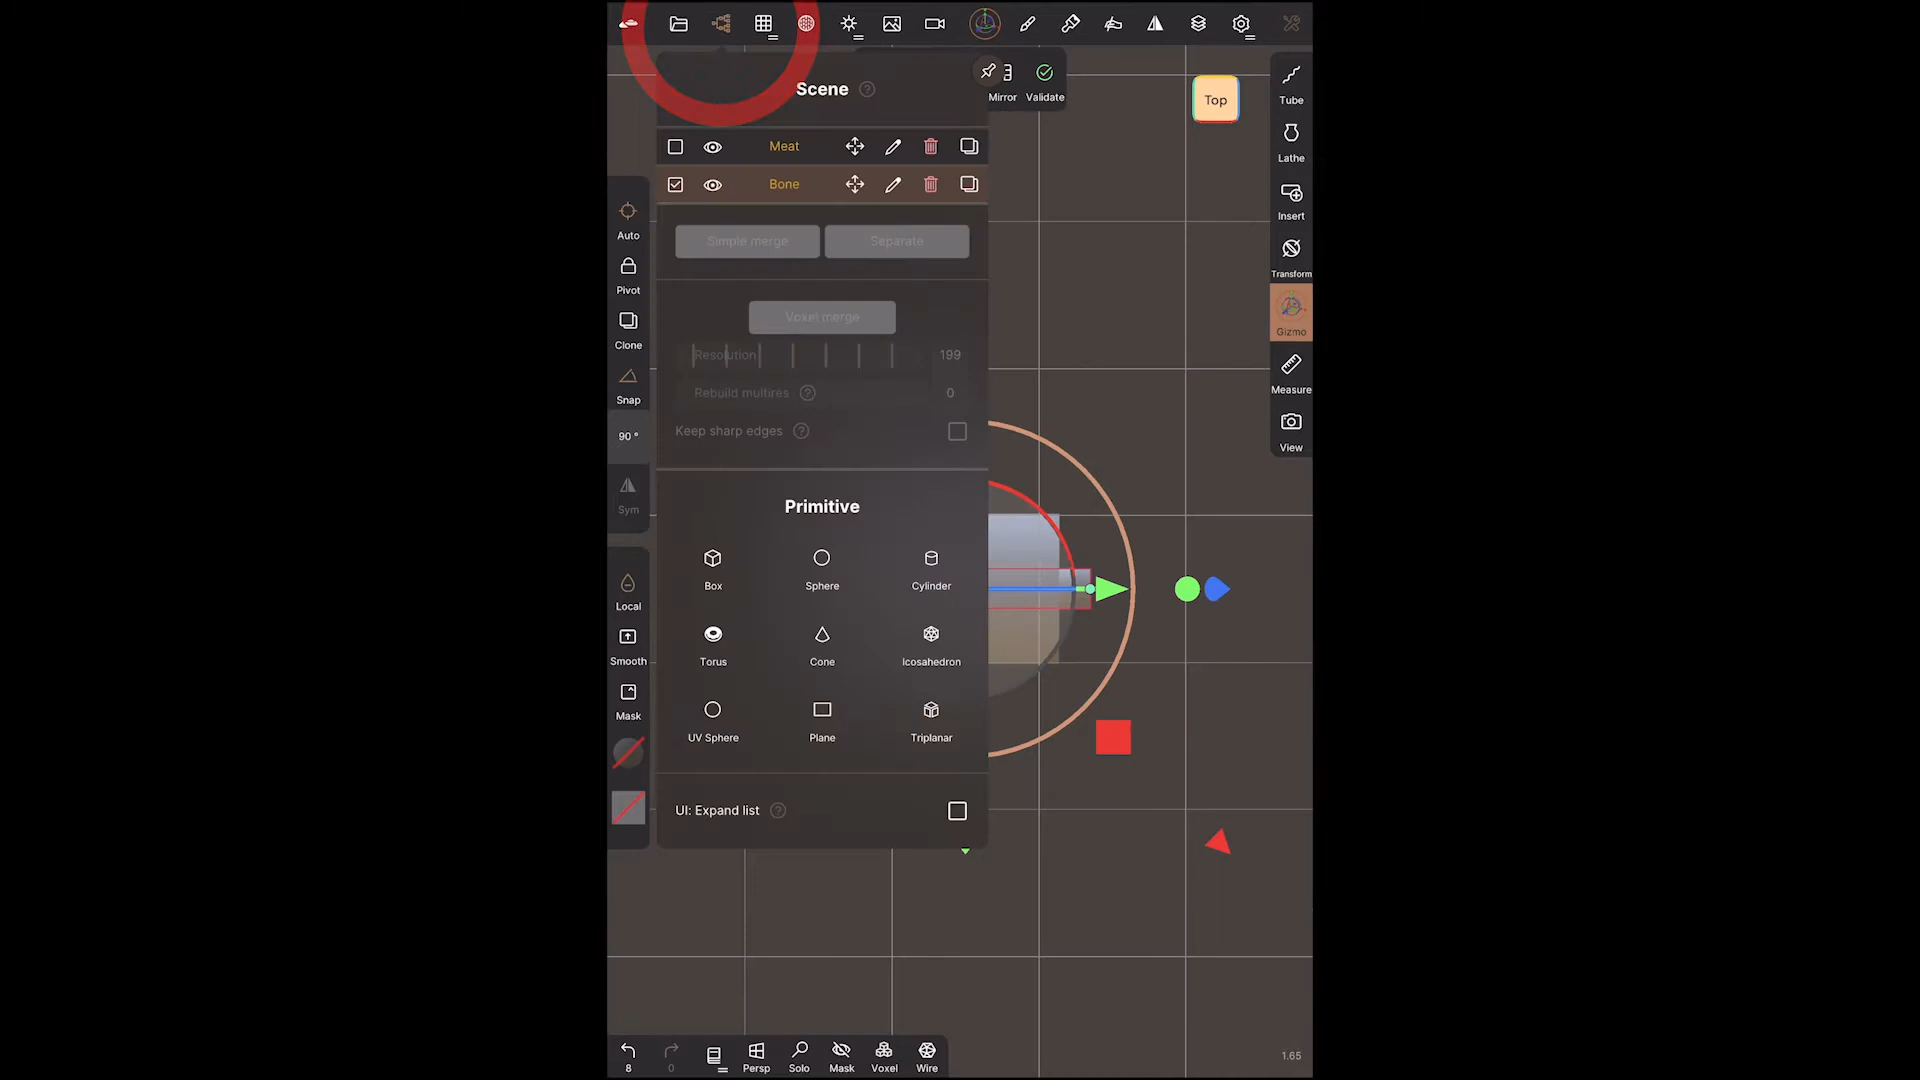 Scene
Mirror
Validate
Top
Tube
Lathe
Insert
Transform
Gizmo
Measure
View
Meat
Bone
Simple merge
Separate
Voxel merge
Resolution
199
Rebuild multires
0
Keep sharp edges
Auto
Pivot
Clone
Snap
90 °
Sym
Local
Smooth
Mask
Primitive
Box
Sphere
Cylinder
Torus
Cone
Icosahedron
UV Sphere
Plane
Triplanar
UI: Expand list
8
0
Persp
Solo
Mask
Voxel
Wire
1.65